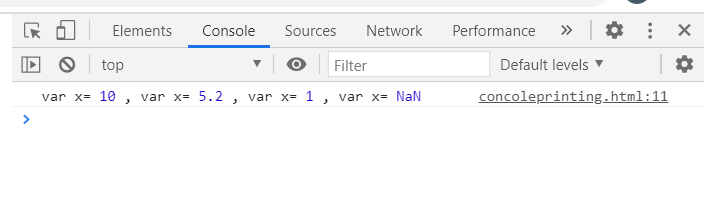 Elements Console Sources Network Performance »
top Filter Default levels
var x= 10 , var x= 5.2 , var x= 1 , var x= NaN concoleprinting.html:11
>